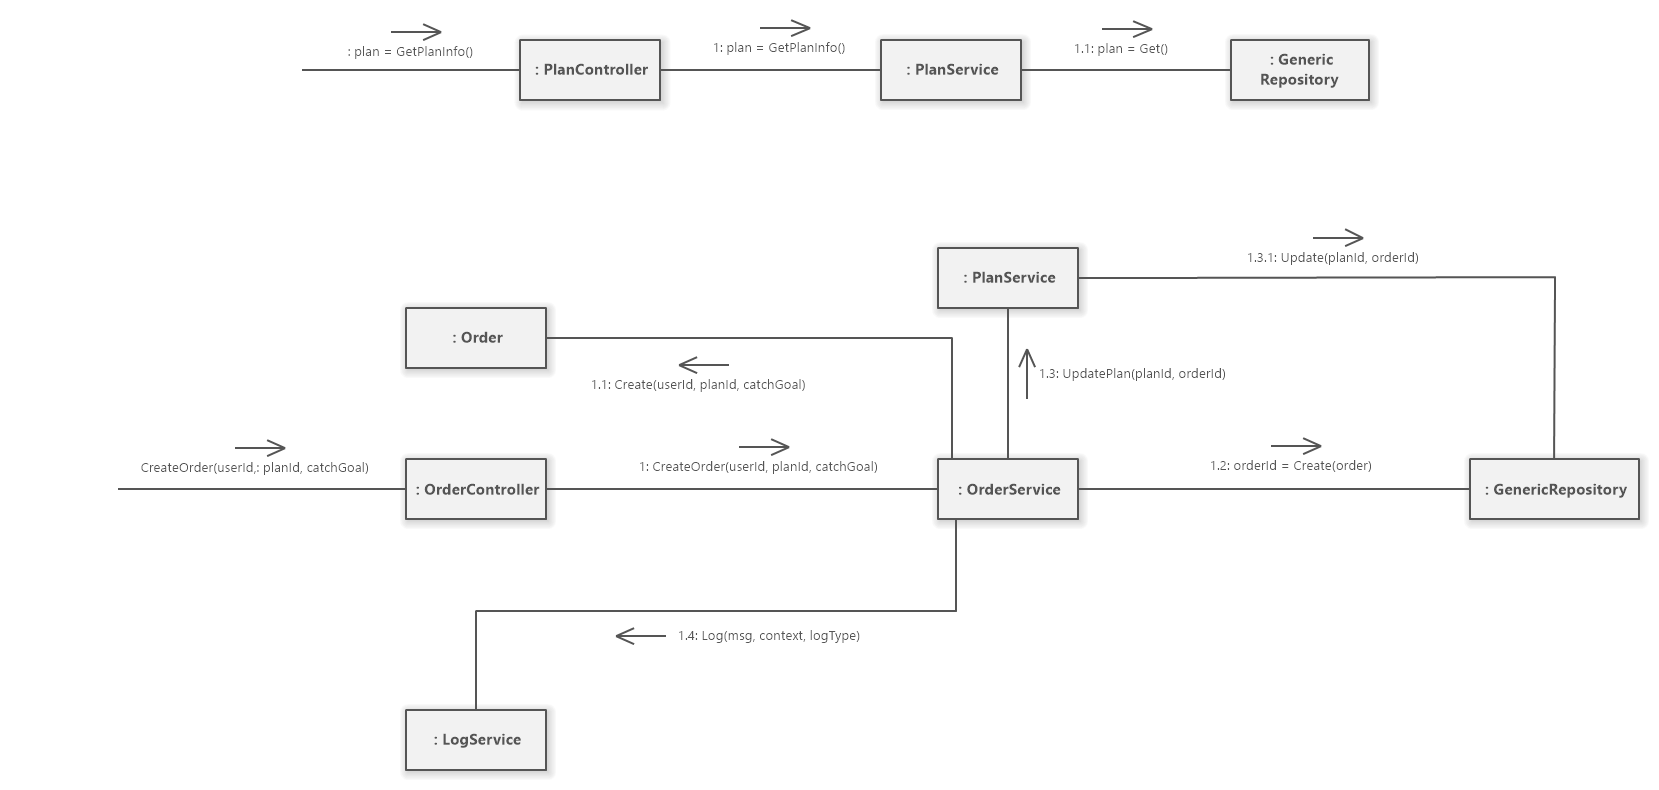 : plan = GetPlanInfo()
1: plan = GetPlanInfo()
1.1: plan = Get()
: PlanController
: PlanService
: Generic
Repository
1.3.1: Update(planId, orderId)
: PlanService
: Order
1.1: Create(userId, planId, catchGoal)
1.3: UpdatePlan(planId, orderId)
CreateOrder(userId,: planId, catchGoal)
1: CreateOrder(userId, planId, catchGoal)
1.2: orderId = Create(order)
: OrderController
: OrderService
: GenericRepository
1.4: Log(msg, context, logType)
: LogService